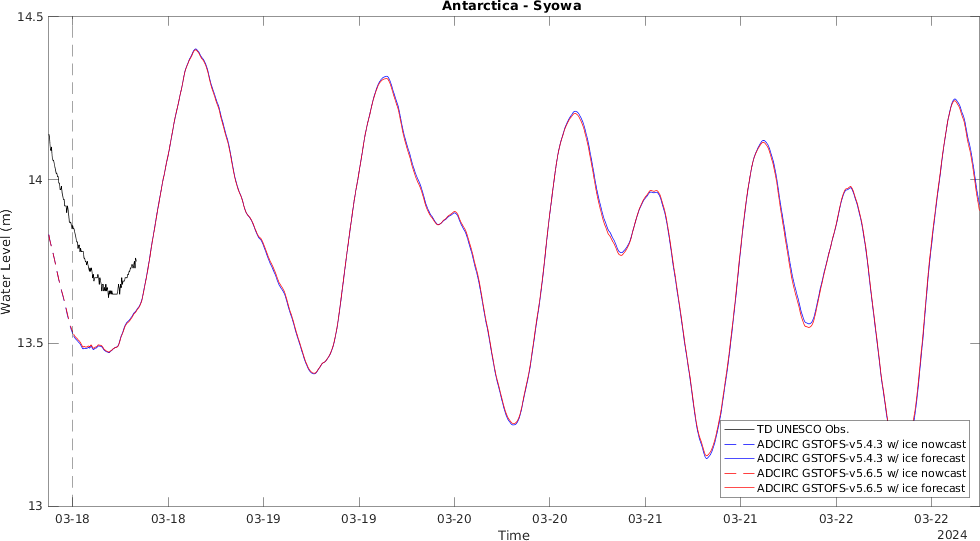 Antarctica - Syowa
14.5
14
13.5
13
Water Level (m)
TD UNESCO Obs.
ADCIRC GSTOFS-v5.4.3 w/ ice nowcast
ADCIRC GSTOFS-v5.4.3 w/ ice forecast
ADCIRC GSTOFS-v5.6.5 w/ ice nowcast
ADCIRC GSTOFS-v5.6.5 w/ ice forecast
03-18 03-18 03-19 03-19 03-20 03-20 03-21 03-21 03-22 03-22
Time
2024